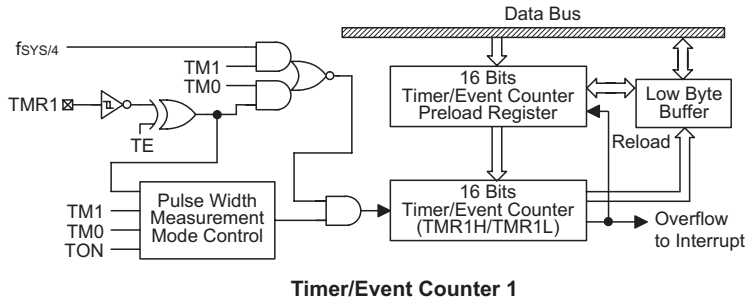 Data Bus
fSYS/4
TM1
TM0
TMR1
TE
16 Bits
Timer/Event Counter
Preload Register
Low Byte
Buffer
Reload
TM1
TM0
TON
Pulse Width
Measurement
Mode Control
16 Bits
Timer/Event Counter
(TMR1H/TMR1L)
Overflow
to Interrupt
Timer/Event Counter 1